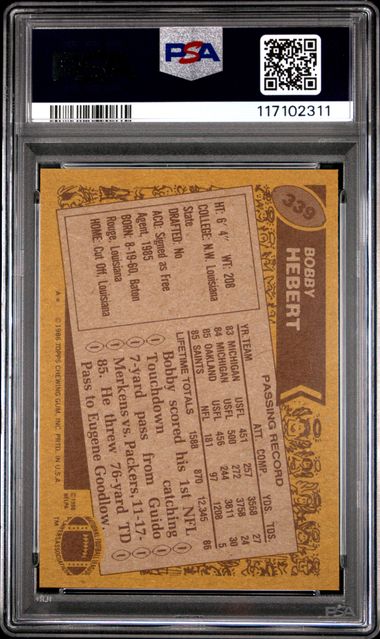 PSA
117102311
339
BOBBY
HEBERT
HT: 6' 4" WT: 208
COLLEGE: N.W. Louisiana
State
DRAFTED: No
ACQ: Signed as Free
Agent, 1985
BORN: 8-19-60, Baton
Rouge, Louisiana
HOME: Cut Off, Louisiana
PASSING RECORD
YR. TEAM ATT. COMP. YDS. TDS.
83 MICHIGAN USFL 451 257 3568 27
84 MICHIGAN USFL 500 272 3758 24
85 OAKLAND USFL 456 244 3811 30
85 SAINTS NFL 181 97 1208 5
LIFETIME TOTALS 1588 870 12,345 86
Bobby scored his 1st NFL
Touchdown catching
7-yard pass from Guido
Merkens vs. Packers, 11-17-
85. He threw 76-yard TD
Pass to Eugene Goodlow.
A* © 1986 TOPPS CHEWING GUM, INC. PRTD. IN U.S.A.
© 1986
NFLPA
TM
PSA